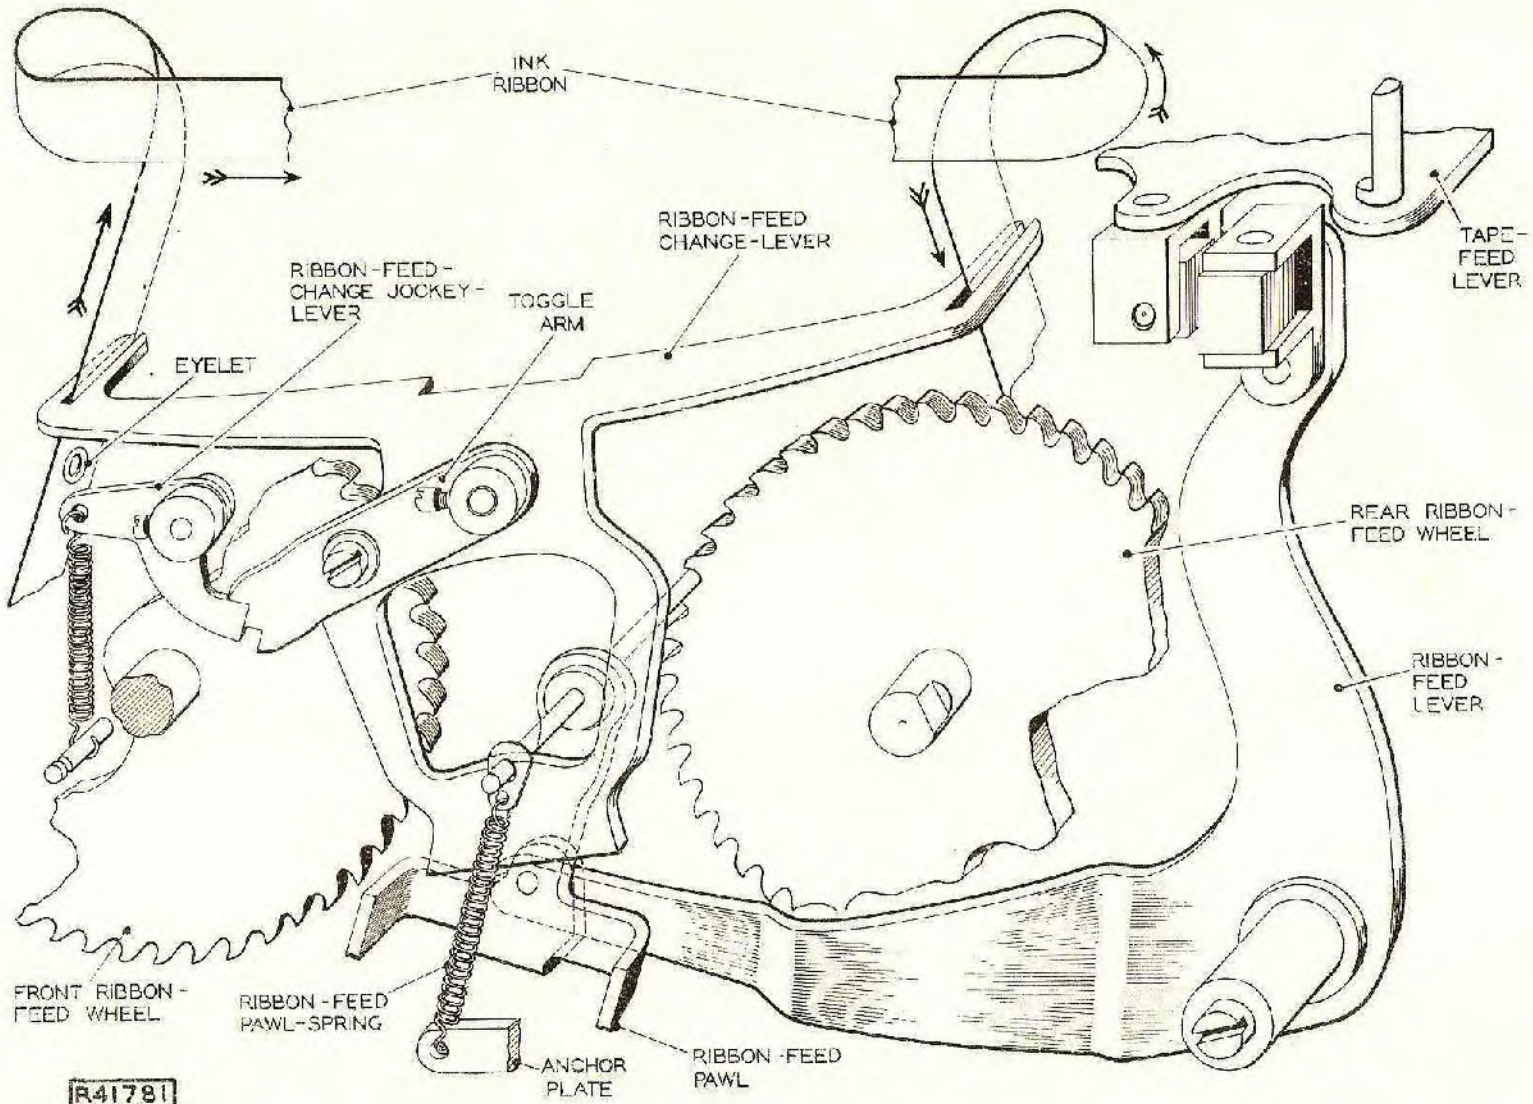 INK
RIBBON
RIBBON-FEED
CHANGE-LEVER
RIBBON-FEED-
CHANGE JOCKEY-
LEVER
TOGGLE
ARM
EYELET
TAPE-
FEED
LEVER
REAR RIBBON-
FEED WHEEL
RIBBON-
FEED
LEVER
FRONT RIBBON-
FEED WHEEL
RIBBON-FEED
PAWL-SPRING
ANCHOR
PLATE
RIBBON-FEED
PAWL
R41781